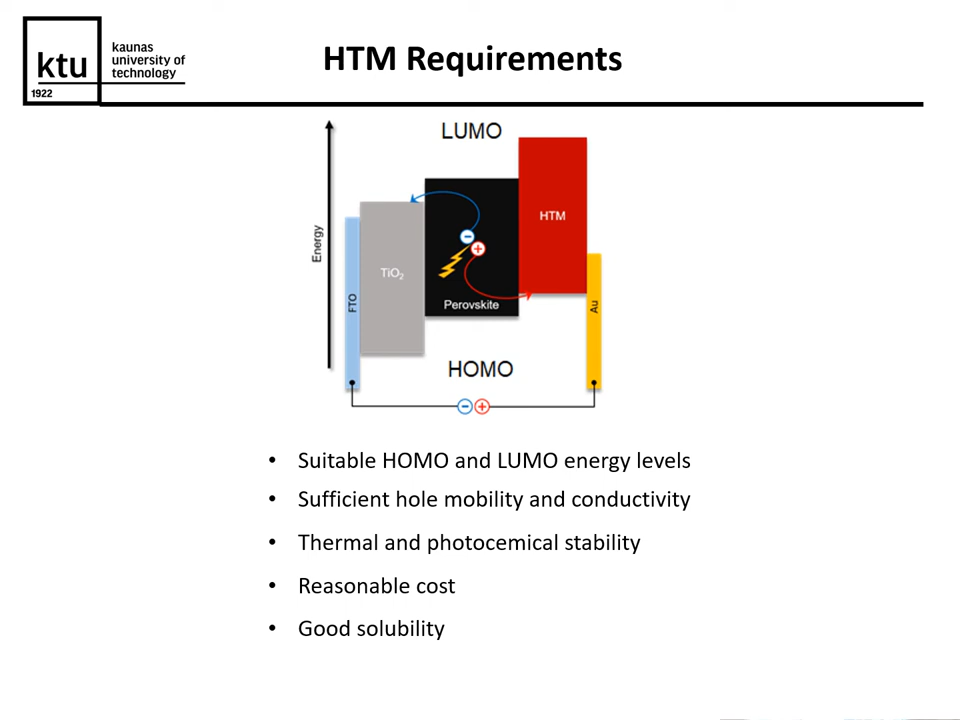 ktu
1922
kaunas
university of
technology
HTM Requirements
LUMO
Energy
FTO
TiO₂
Perovskite
HTM
Au
HOMO
• Suitable HOMO and LUMO energy levels
• Sufficient hole mobility and conductivity
• Thermal and photocemical stability
• Reasonable cost
• Good solubility